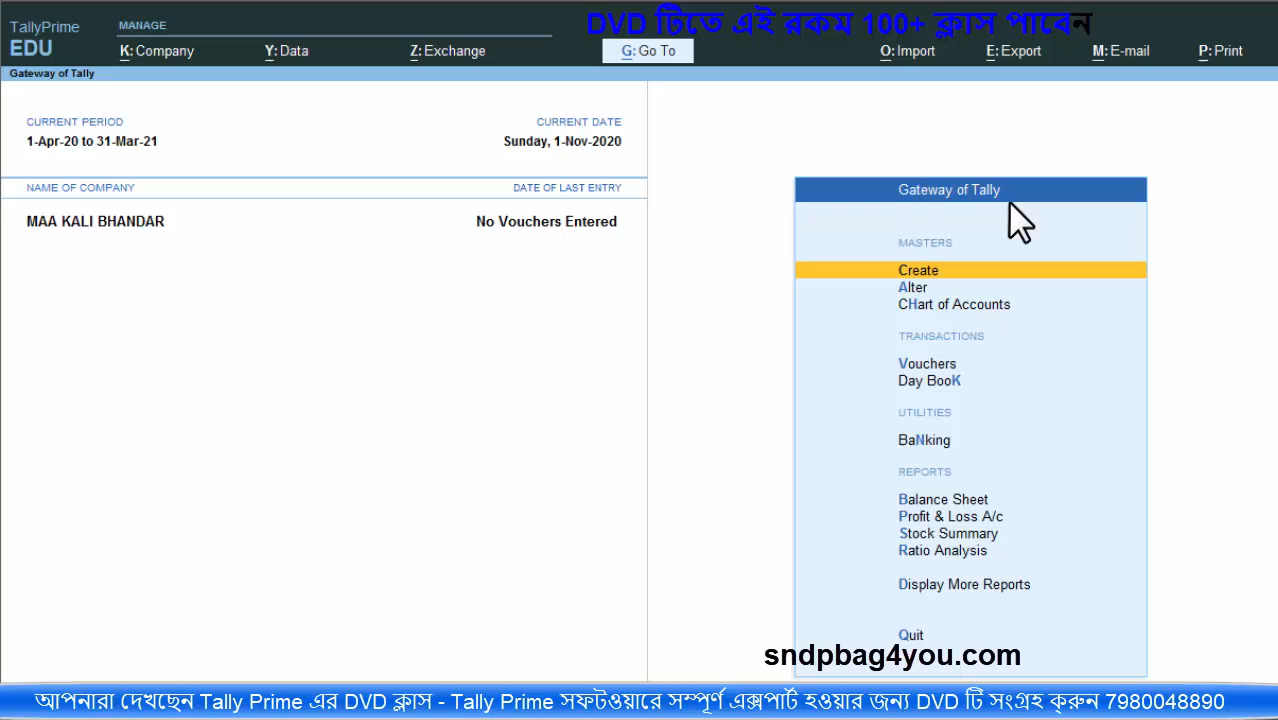 DVD টিতে এই রকম 100+ ক্লাস পাবেন
TallyPrime
EDU
MANAGE
K: Company
Y: Data
Z: Exchange
G: Go To
O: Import
E: Export
M: E-mail
P: Print
Gateway of Tally
CURRENT PERIOD
CURRENT DATE
1-Apr-20 to 31-Mar-21
Sunday, 1-Nov-2020
NAME OF COMPANY
DATE OF LAST ENTRY
MAA KALI BHANDAR
No Vouchers Entered
Gateway of Tally
MASTERS
Create
Alter
CHart of Accounts
TRANSACTIONS
Vouchers
Day BooK
UTILITIES
BaNking
REPORTS
Balance Sheet
Profit & Loss A/c
Stock Summary
Ratio Analysis
Display More Reports
Quit
sndpbag4you.com
আপনারা দেখছেন Tally Prime এর DVD ক্লাস - Tally Prime সফটওয়ারে সম্পূর্ণ এক্সপার্ট হওয়ার জন্য DVD টি সংগ্রহ করুন 7980048890